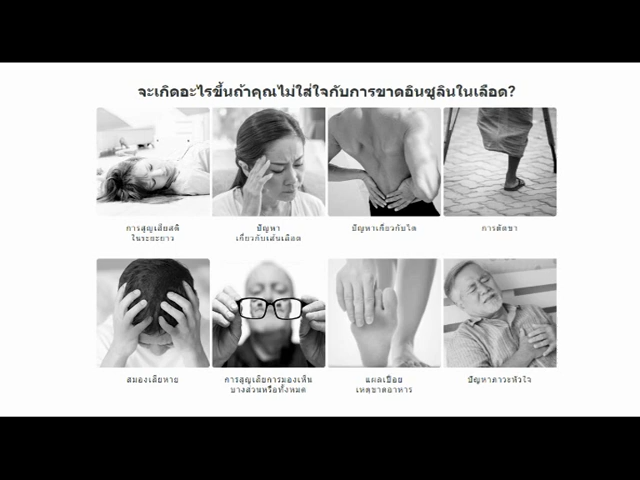 จะเกิดอะไรขึ้นถ้าคุณไม่ใส่ใจกับการขาดอินซูลินในเลือด?
การสูญเสียสติ
ในระยะยาว
ปัญหา
เกี่ยวกับเส้นเลือด
ปัญหาเกี่ยวกับไต
การตัดขา
สมองเสียหาย
การสูญเสียการมองเห็น
บางส่วนหรือทั้งหมด
แผลเปื่อย
เหตุขาดอาหาร
ปัญหาภาวะหัวใจ